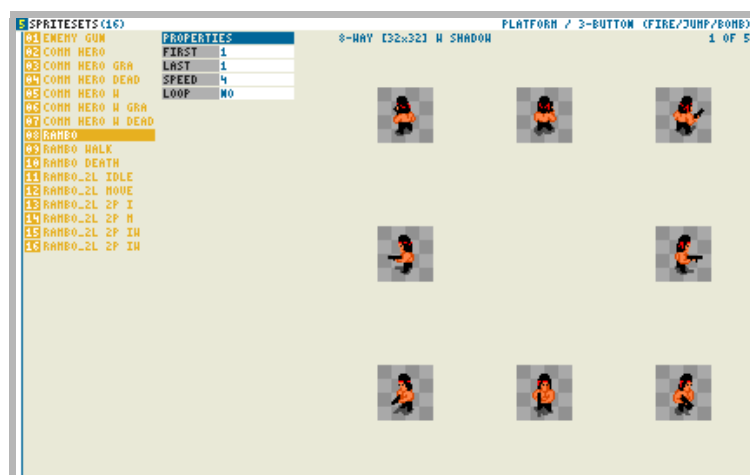 5 SPRITESETS(16)
PLATFORM / 3-BUTTON (FIRE/JUMP/BOMB)
01 ENEMY GUN
02 COMM HERO
03 COMM HERO GRA
04 COMM HERO DEAD
05 COMM HERO W
06 COMM HERO W GRA
07 COMM HERO W DEAD
08 RAMBO
09 RAMBO WALK
10 RAMBO DEATH
11 RAMBO_2L IDLE
12 RAMBO_2L MOVE
13 RAMBO_2L 2P I
14 RAMBO_2L 2P M
15 RAMBO_2L 2P IW
16 RAMBO_2L 2P IW
PROPERTIES
FIRST 1
LAST 1
SPEED 4
LOOP NO
8-WAY [32x32] W SHADOW
1 OF 5